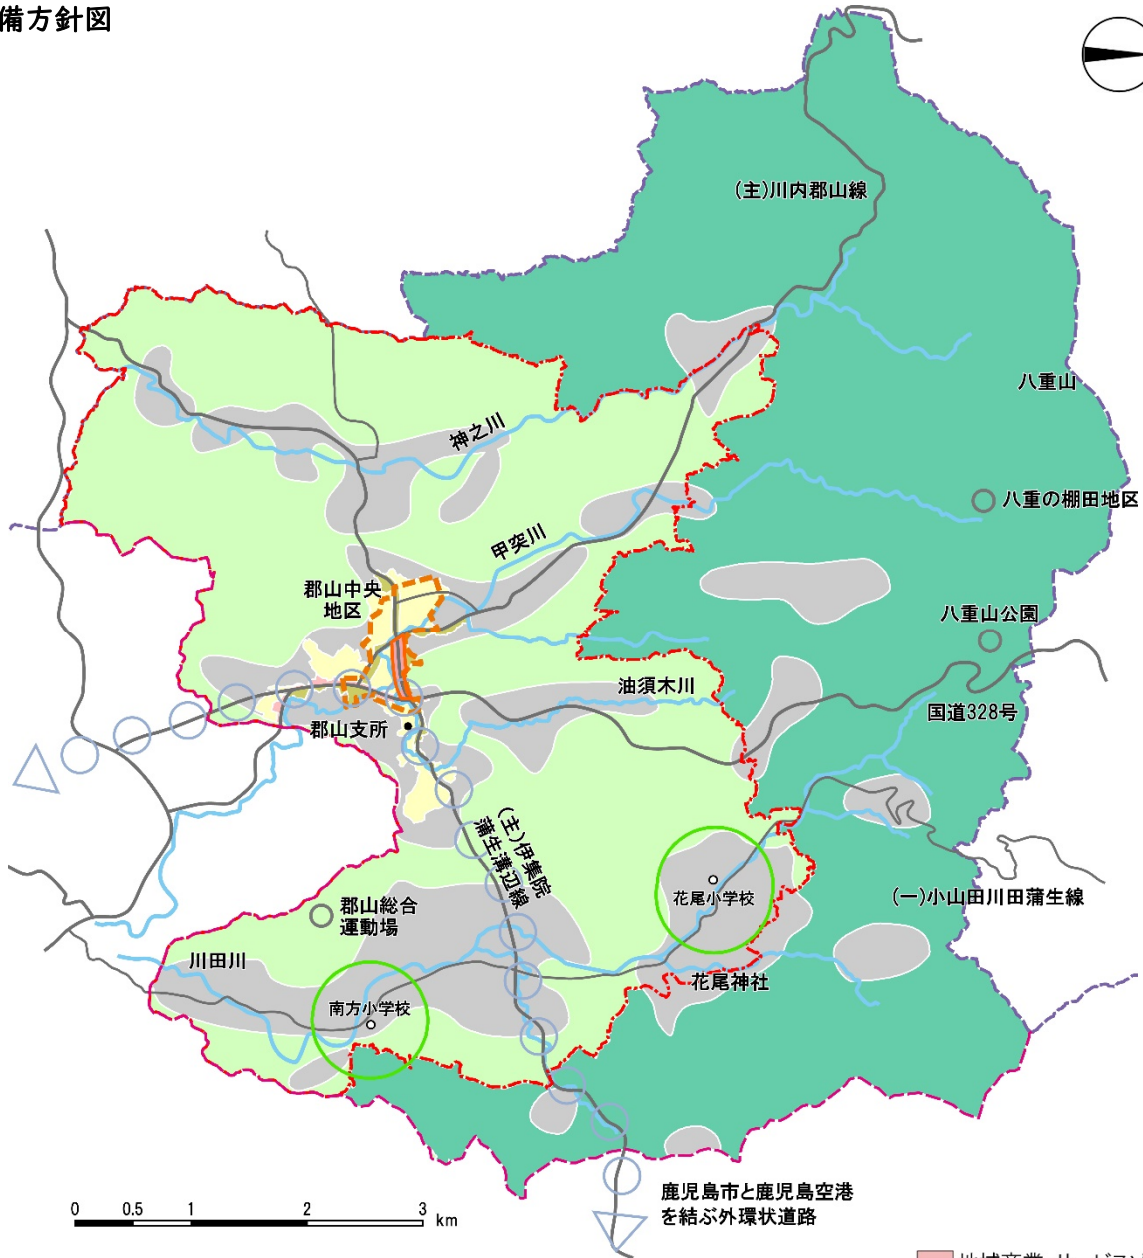 備方針図
(主)川内郡山線
八重山
神之川
八重の棚田地区
甲突川
郡山中央
地区
八重山公園
油須木川
国道328号
郡山支所
(主)伊集院
蒲生溝辺線
花尾小学校
(一)小山田川田蒲生線
郡山総合
運動場
川田川
花尾神社
南方小学校
鹿児島市と鹿児島空港
を結ぶ外環状道路
0 0.5 1 2 3 km